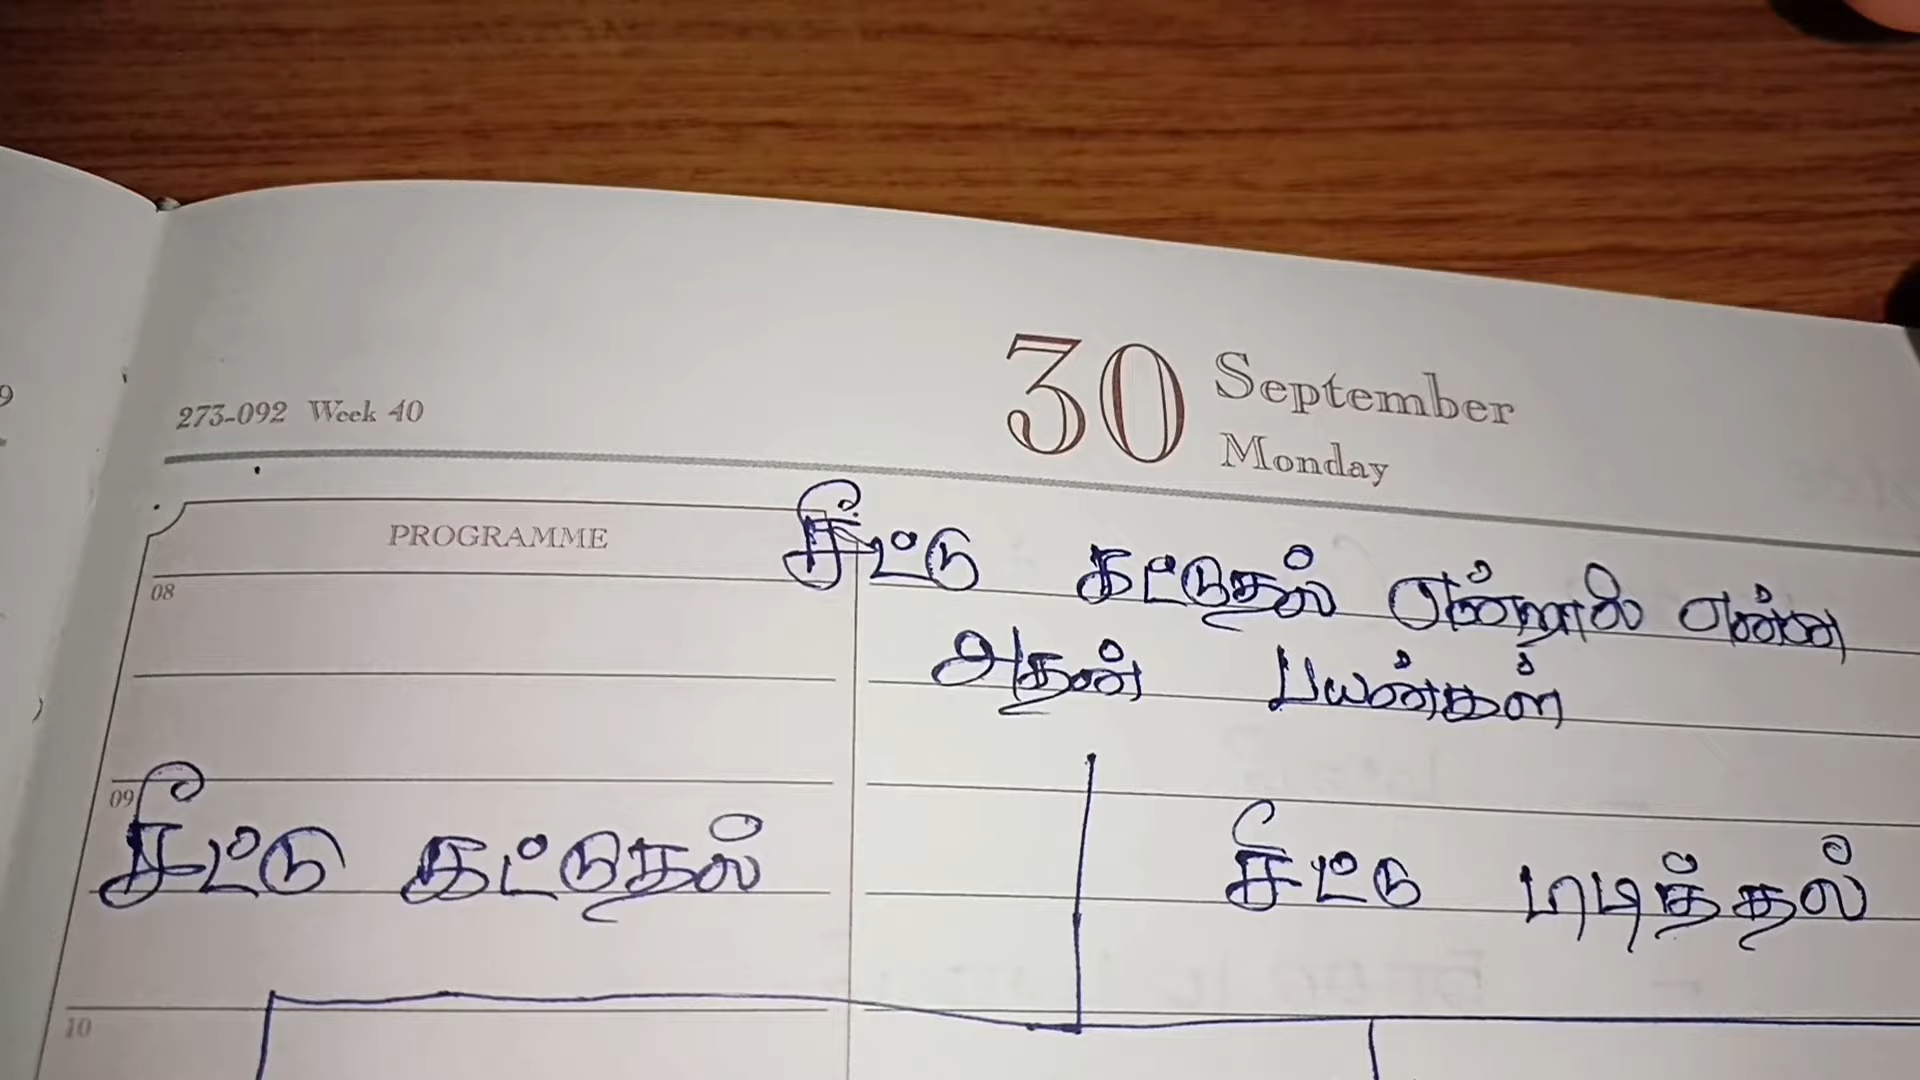 30 September
273-092 Week 40
Monday
PROGRAMME
சீட்டு கட்டுதல் என்றால் என்ன
08
அதன் பயன்கள்
09
சீட்டு கட்டுதல்
சீட்டு மடித்தல்
10